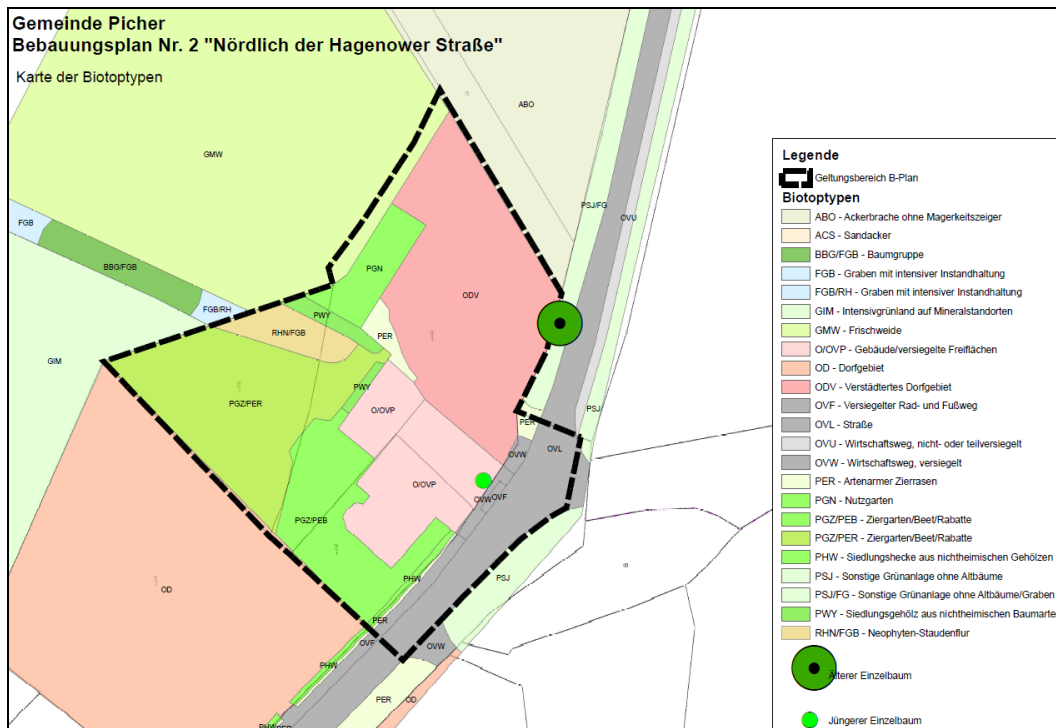 Gemeinde Picher
Bebauungsplan Nr. 2 "Nördlich der Hagenower Straße"
Karte der Biotoptypen
ABO
GMW
PSJ/FG
OVU
FGB
BBG/FGB
PGN
FGB/RH
ODV
PWY
RHN/FGB
PER
GIM
PGZ/PER
PWY
O/OVP
PSJ
PER
OVW
OVL
O/OVP
OVW
OVF
PGZ/PEB
PHW
PSJ
OD
PER
OVF
OVW
PHW
PER
OD
PHW
PER
Legende
Geltungsbereich B-Plan
Biotoptypen
ABO - Ackerbrache ohne Magerkeitszeiger
ACS - Sandacker
BBG/FGB - Baumgruppe
FGB - Graben mit intensiver Instandhaltung
FGB/RH - Graben mit intensiver Instandhaltung
GIM - Intensivgrünland auf Mineralstandorten
GMW - Frischweide
O/OVP - Gebäude/versiegelte Freiflächen
OD - Dorfgebiet
ODV - Verstädtertes Dorfgebiet
OVF - Versiegelter Rad- und Fußweg
OVL - Straße
OVU - Wirtschaftsweg, nicht- oder teilversiegelt
OVW - Wirtschaftsweg, versiegelt
PER - Artenarmer Zierrasen
PGN - Nutzgarten
PGZ/PEB - Ziergarten/Beet/Rabatte
PGZ/PER - Ziergarten/Beet/Rabatte
PHW - Siedlungshecke aus nichtheimischen Gehölzen
PSJ - Sonstige Grünanlage ohne Altbäume
PSJ/FG - Sonstige Grünanlage ohne Altbäume/Graben
PWY - Siedlungsgehölz aus nichtheimischen Baumarte
RHN/FGB - Neophyten-Staudenflur
Älterer Einzelbaum
Jüngerer Einzelbaum